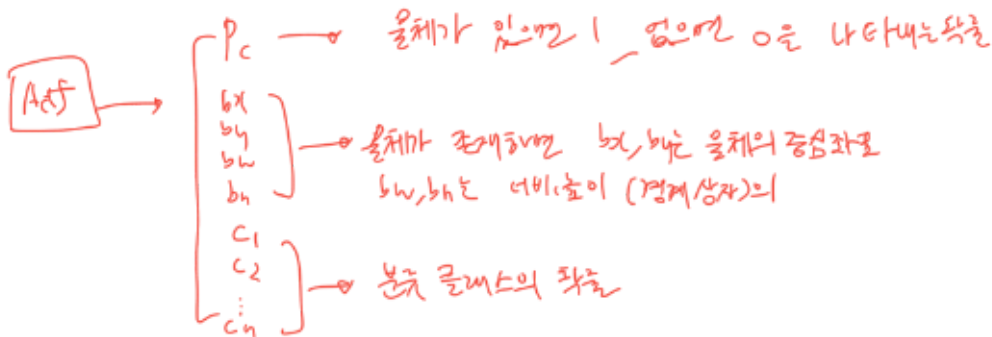 Pc → 물체가 있으면 1, 없으면 0을 나타내는 확률
bx
by
bw
bh
→ 물체가 존재하면 bx, by는 물체의 중심좌표
bw, bh는 너비, 높이 (경계상자)의
C1
C2
⋮
Cn
→ 분류 클래스의 확률